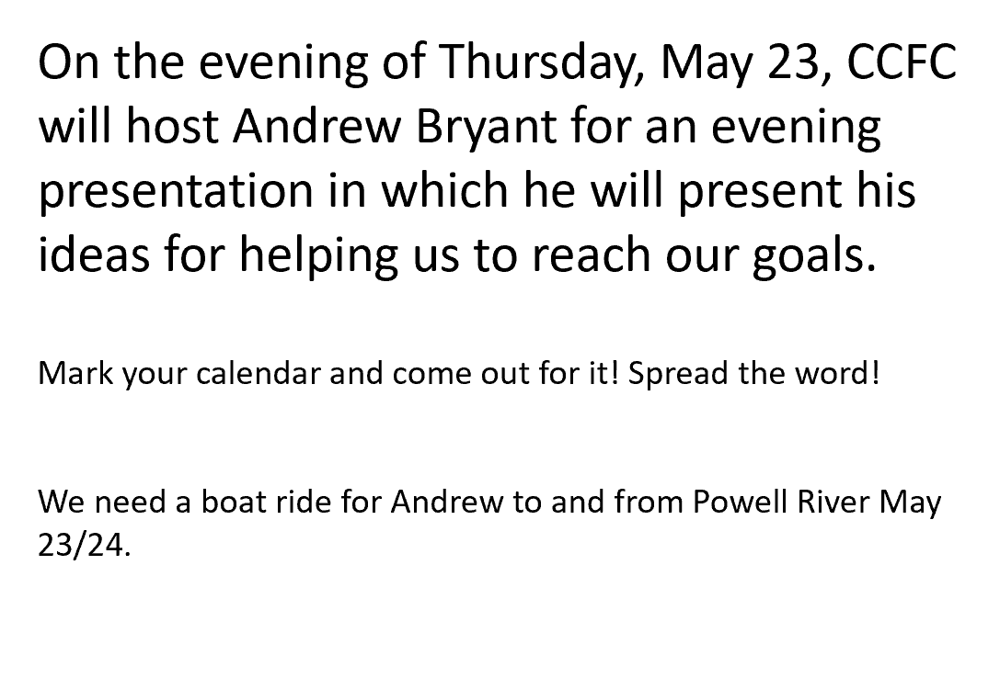 On the evening of Thursday, May 23, CCFC
will host Andrew Bryant for an evening
presentation in which he will present his
ideas for helping us to reach our goals.
Mark your calendar and come out for it! Spread the word!
We need a boat ride for Andrew to and from Powell River May
23/24.